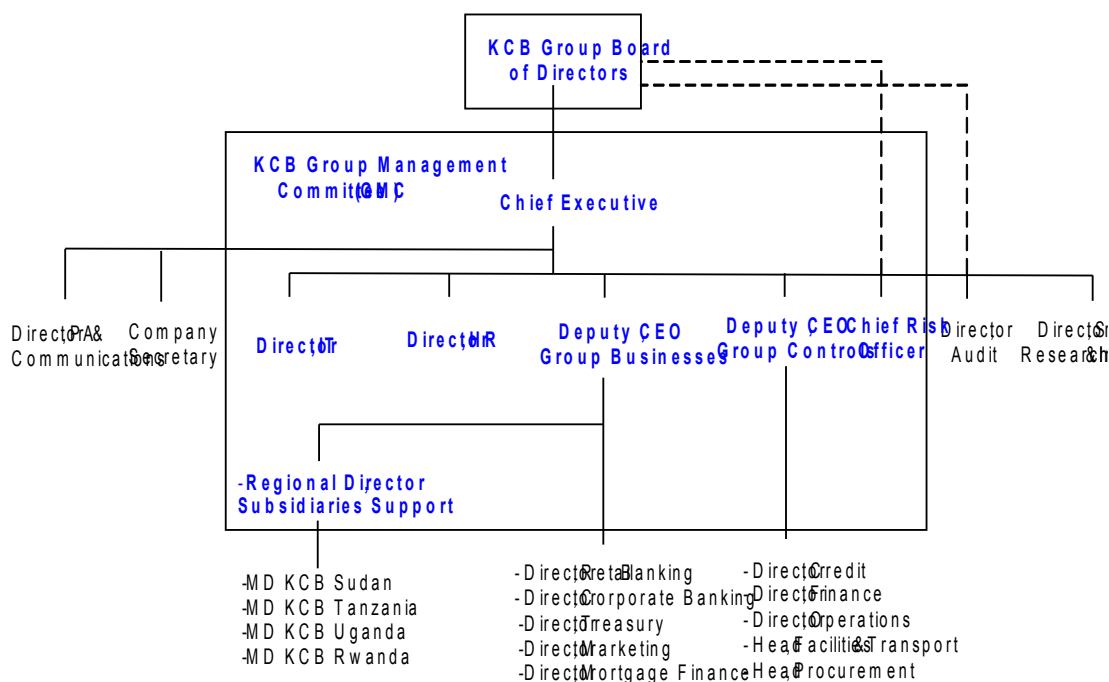 KCB Group Board
of Directors
KCB Group Management
Committee (GMC)
Chief Executive
Director, PA &
Communications
Company
Secretary
Director, IT
Director, HR
Deputy CEO,
Group Businesses
Deputy CEO,
Group Controls
Chief Risk
Officer
Director,
Audit
Director,
Research &
-Regional Director,
Subsidiaries Support
-MD KCB Sudan
-MD KCB Tanzania
-MD KCB Uganda
-MD KCB Rwanda
-Director, Retail Banking
-Director, Corporate Banking
-Director, Treasury
-Director, Marketing
-Director, Mortgage Finance
-Director, Credit
-Director, Finance
-Director, Operations
-Head, Facilities & Transport
-Head, Procurement